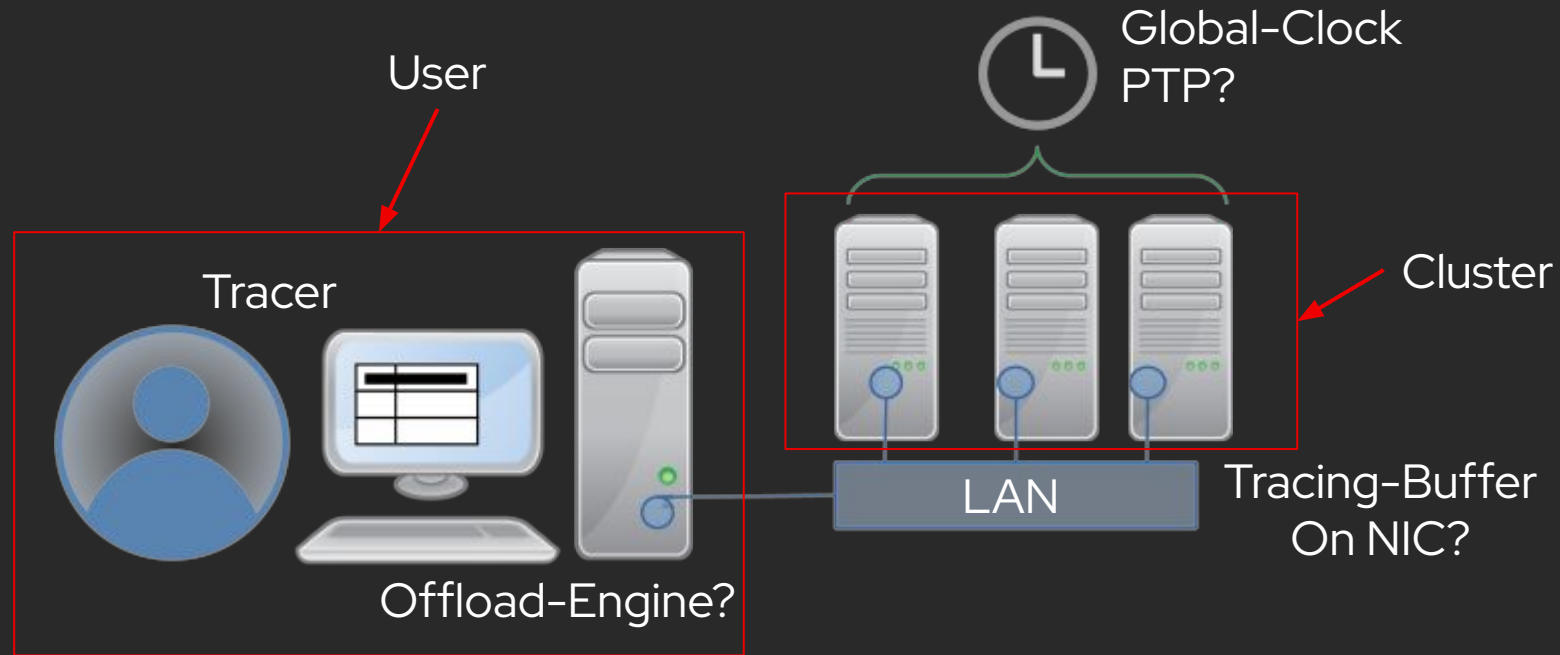 User
Global-Clock
PTP?
Tracer
Cluster
LAN
Tracing-Buffer
On NIC?
Offload-Engine?